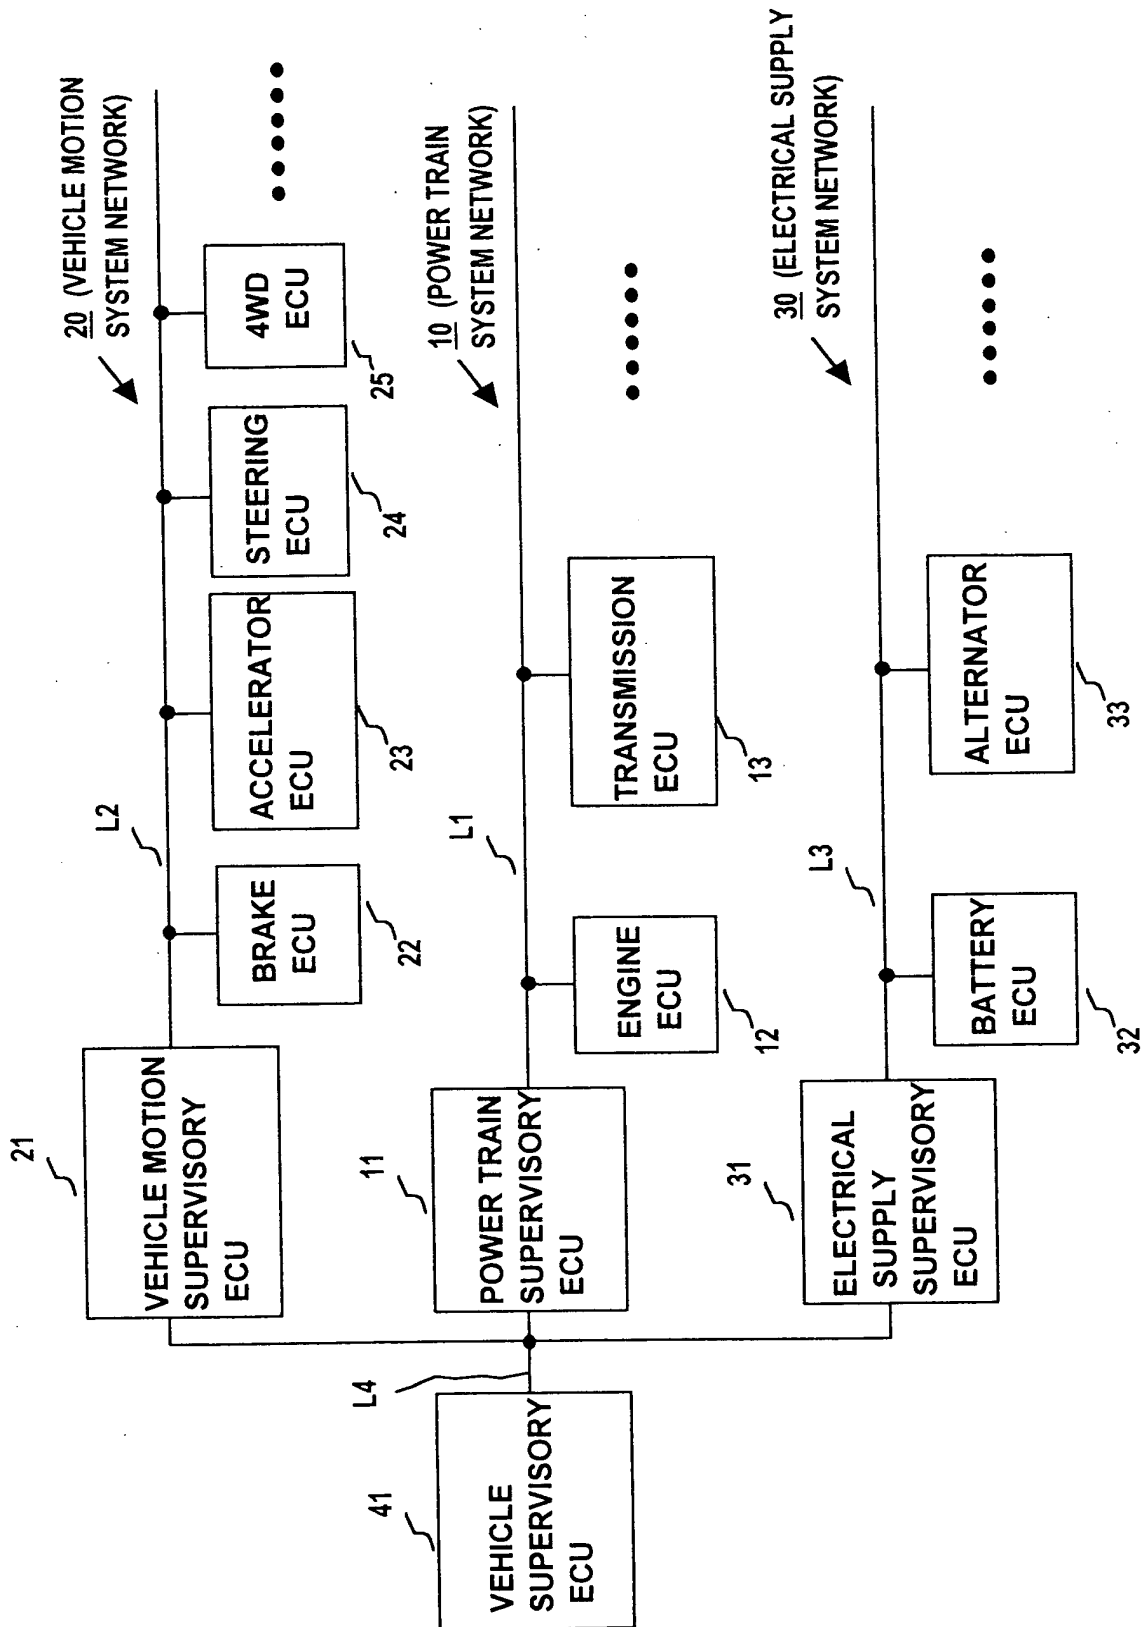 20 (VEHICLE MOTION
SYSTEM NETWORK)
21
VEHICLE MOTION
SUPERVISORY
ECU
L2
BRAKE
ECU
22
ACCELERATOR
ECU
23
STEERING
ECU
24
4WD
ECU
25
10 (POWER TRAIN
SYSTEM NETWORK)
41
VEHICLE
SUPERVISORY
ECU
L4
11
POWER TRAIN
SUPERVISORY
ECU
L1
ENGINE
ECU
12
TRANSMISSION
ECU
13
30 (ELECTRICAL SUPPLY
SYSTEM NETWORK)
31
ELECTRICAL
SUPPLY
SUPERVISORY
ECU
L3
BATTERY
ECU
32
ALTERNATOR
ECU
33